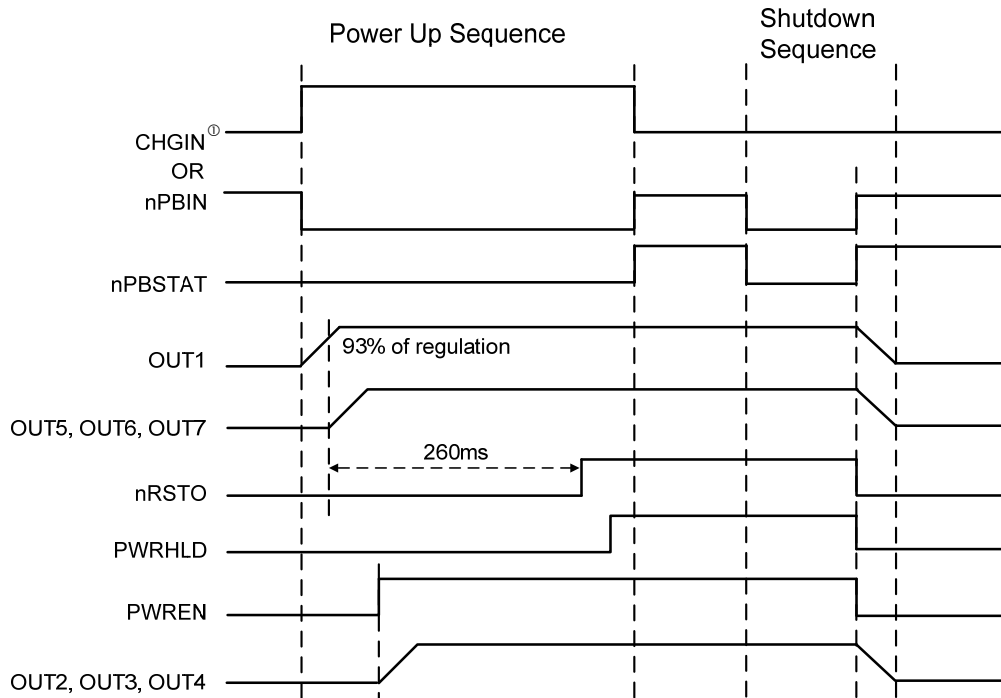 Power Up Sequence
Shutdown
Sequence
CHGIN①
OR
nPBIN
nPBSTAT
OUT1
93% of regulation
OUT5, OUT6, OUT7
260ms
nRSTO
PWRHLD
PWREN
OUT2, OUT3, OUT4